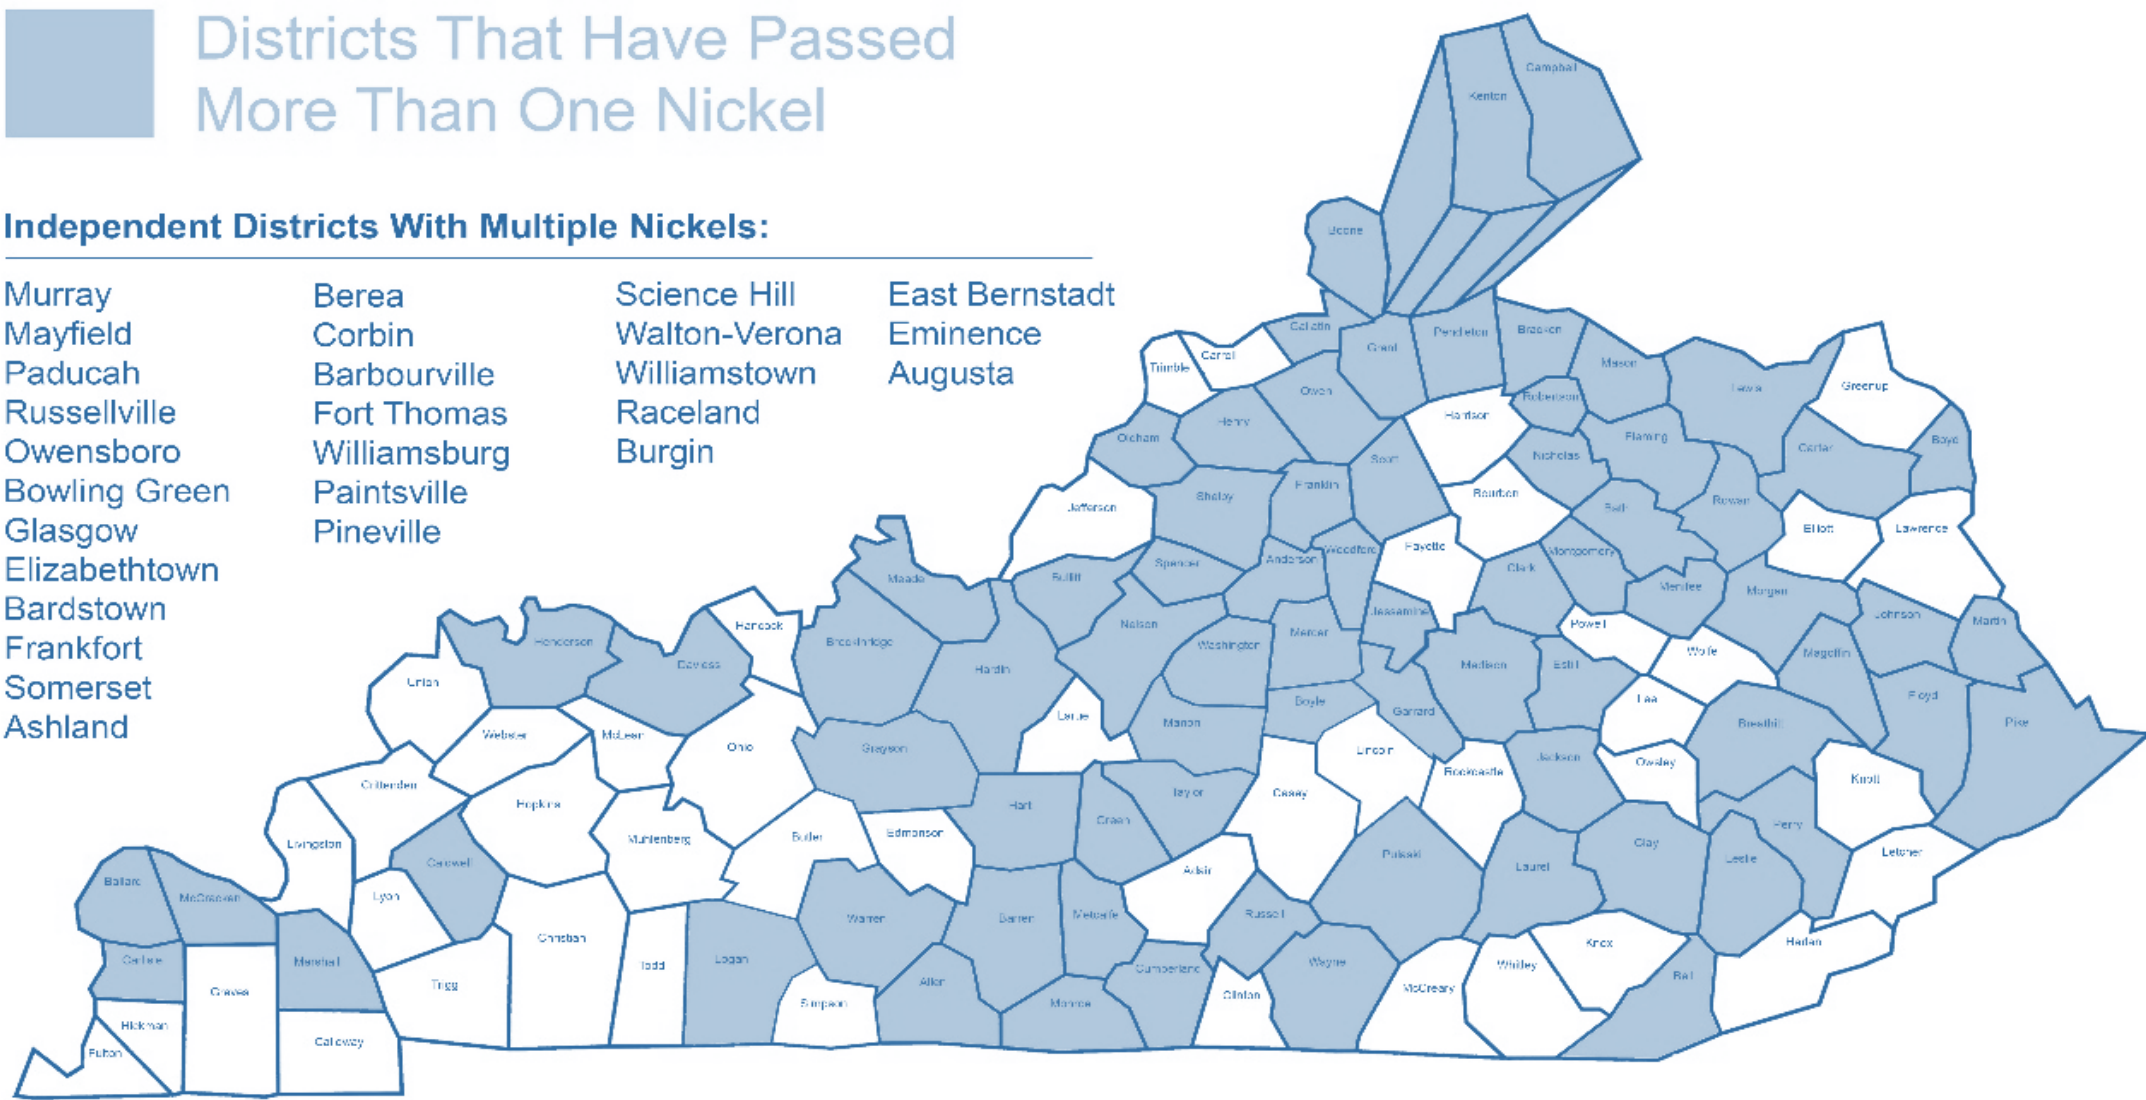 Districts That Have Passed
More Than One Nickel
Independent Districts With Multiple Nickels:
Murray
Mayfield
Paducah
Russellville
Owensboro
Bowling Green
Glasgow
Elizabethtown
Bardstown
Frankfort
Somerset
Ashland
Berea
Corbin
Barbourville
Fort Thomas
Williamsburg
Paintsville
Pineville
Science Hill
Walton-Verona
Williamstown
Raceland
Burgin
East Bernstadt
Eminence
Augusta
Campbell
Kenton
Boone
Gallatin
Grant
Pendleton
Bracken
Mason
Lewis
Greenup
Trimble
Carroll
Owen
Harrison
Robertson
Henry
Oldham
Fleming
Nicholas
Carter
Boyd
Scott
Franklin
Shelby
Jefferson
Bourbon
Bath
Rowan
Elliott
Lawrence
Fayette
Woodford
Anderson
Spencer
Bullitt
Meade
Clark
Montgomery
Menifee
Morgan
Johnson
Martin
Magoffin
Jessamine
Mercer
Washington
Nelson
Hardin
Breckinridge
Hancock
Daviess
Henderson
Union
Webster
McLean
Ohio
Grayson
Larue
Marion
Boyle
Garrard
Madison
Estill
Powell
Wolfe
Lee
Breathitt
Floyd
Pike
Knott
Owsley
Jackson
Rockcastle
Lincoln
Casey
Taylor
Green
Hart
Edmonson
Butler
Muhlenberg
Hopkins
Crittenden
Livingston
Caldwell
Lyon
Ballard
McCracken
Carlisle
Graves
Marshall
Trigg
Christian
Todd
Logan
Simpson
Warren
Allen
Barren
Metcalfe
Monroe
Cumberland
Adair
Russell
Clinton
Wayne
Pulaski
Laurel
Clay
Leslie
Perry
Letcher
Harlan
Bell
Knox
Whitley
McCreary
Calloway
Hickman
Fulton